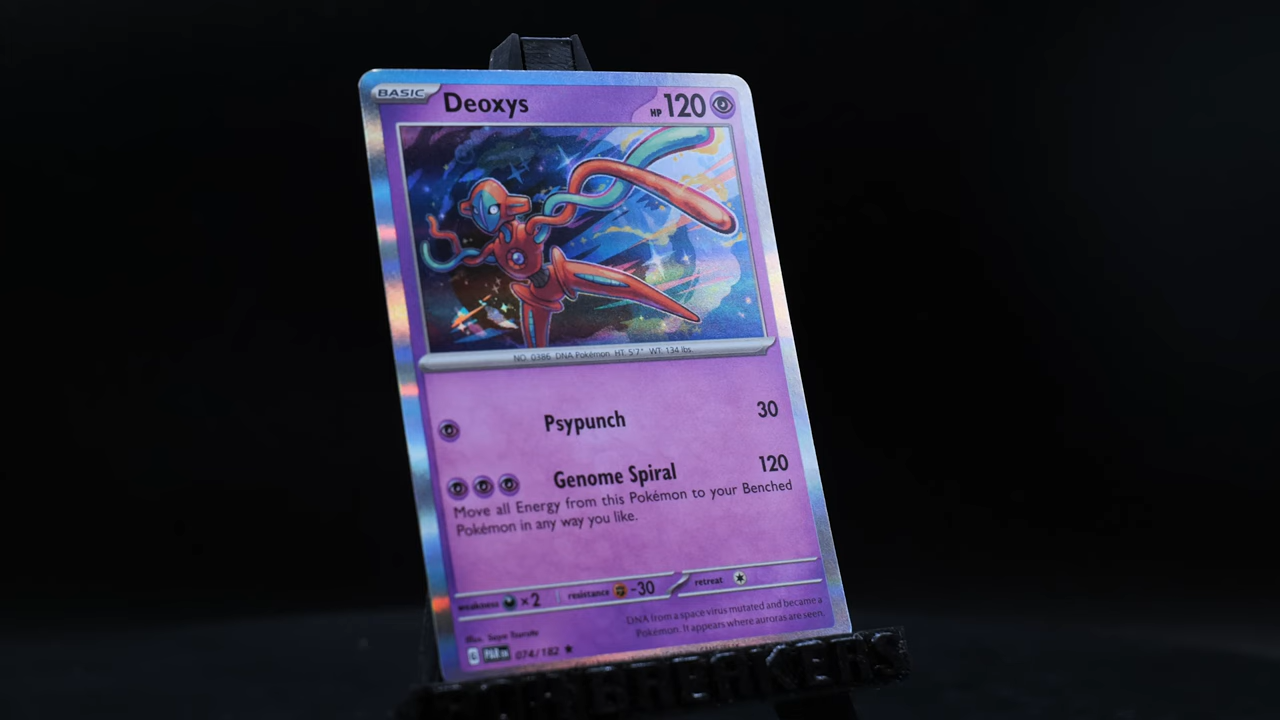 BASIC Deoxys HP 120
NO. 0386 DNA Pokémon HT: 5'7" WT: 134 lbs
Psypunch 30
Genome Spiral 120
Move all Energy from this Pokémon to your Benched
Pokémon in any way you like.
weakness ×2 resistance -30 retreat
DNA from a space virus mutated and became a
Pokémon. It appears where auroras are seen.
Illus.
G PAR EN 074/182